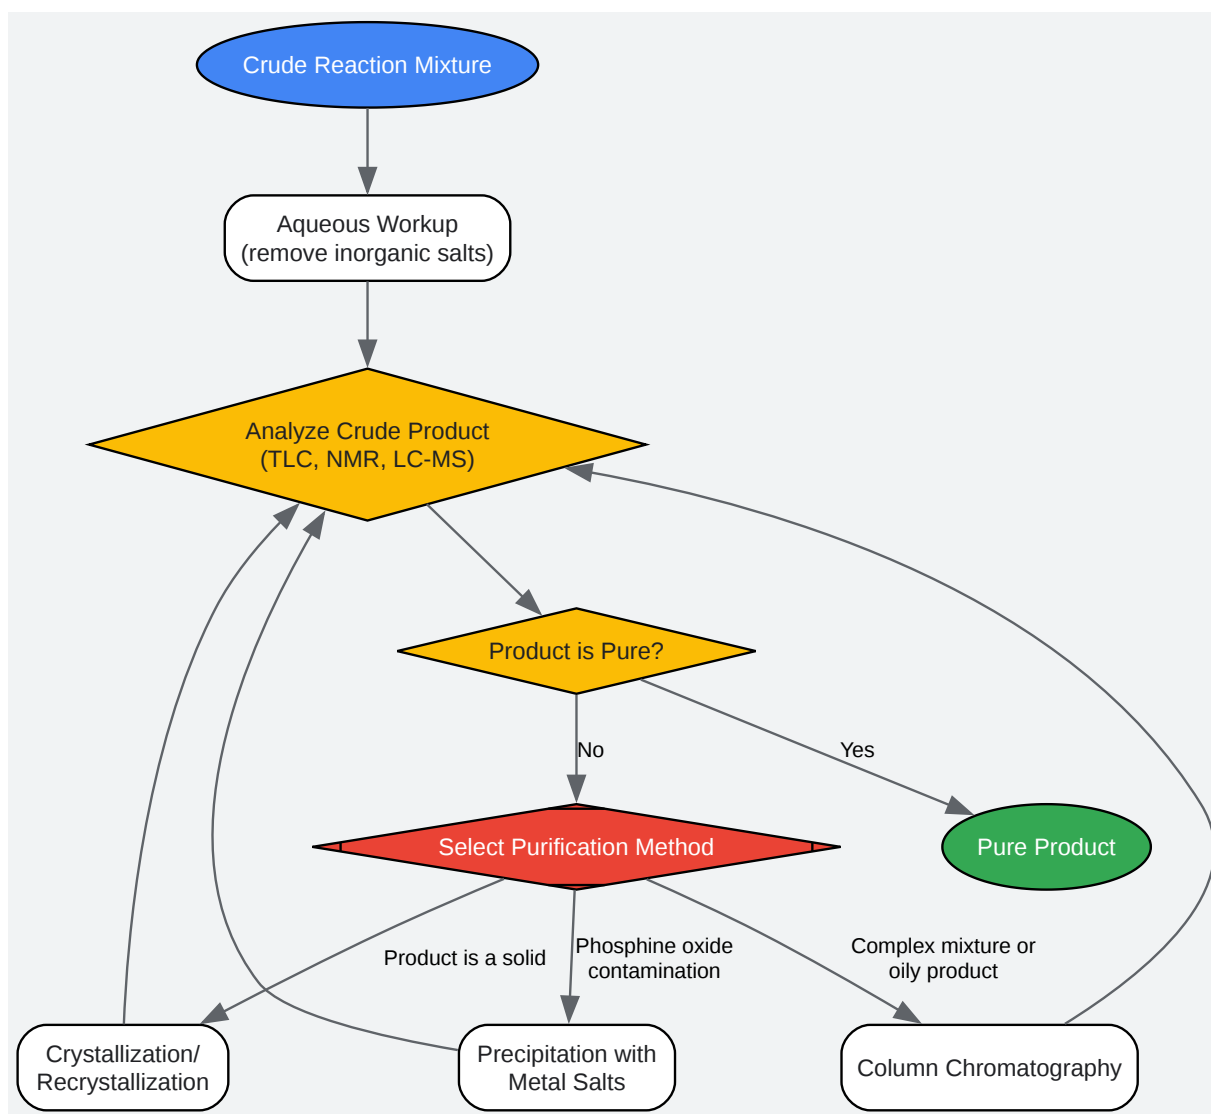 Crude Reaction Mixture
Aqueous Workup
(remove inorganic salts)
Analyze Crude Product
(TLC, NMR, LC-MS)
Product is Pure?
No
Yes
Select Purification Method
Pure Product
Product is a solid
Phosphine oxide
contamination
Complex mixture or
oily product
Crystallization/
Recrystallization
Precipitation with
Metal Salts
Column Chromatography